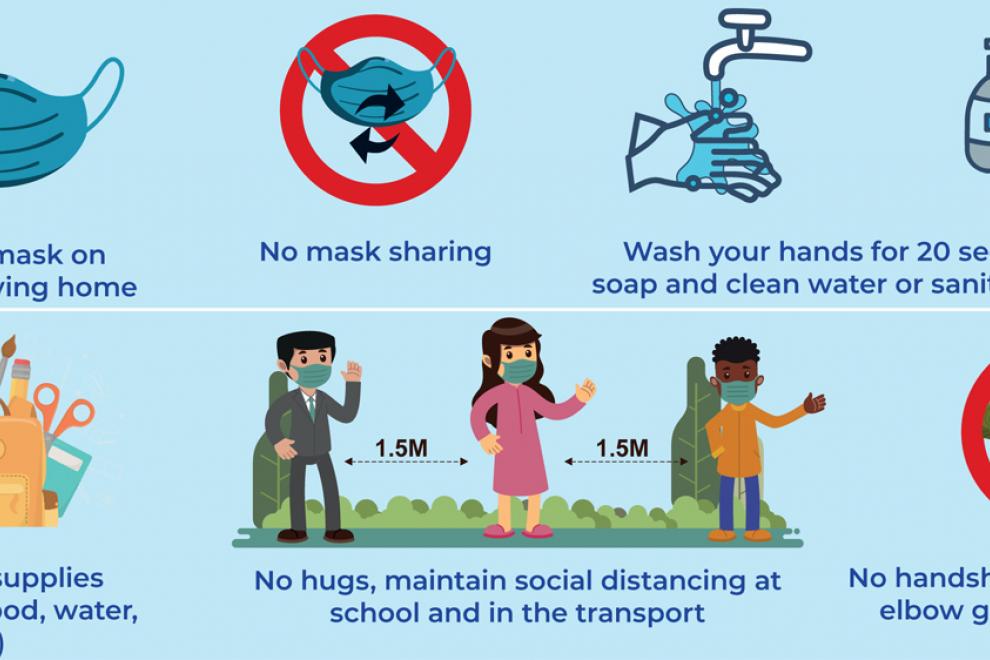 mask on
ving home
No mask sharing
Wash your hands for 20 se
soap and clean water or sanit
supplies
ood, water,
)
1.5M
1.5M
No hugs, maintain social distancing at
school and in the transport
No handsh
elbow g